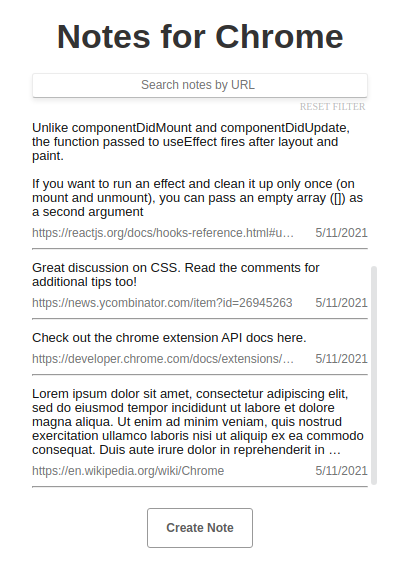 Notes for Chrome
Search notes by URL
RESET FILTER
Unlike componentDidMount and componentDidUpdate,
the function passed to useEffect fires after layout and
paint.
If you want to run an effect and clean it up only once (on
mount and unmount), you can pass an empty array ([]) as
a second argument
https://reactjs.org/docs/hooks-reference.html#u… 5/11/2021
Great discussion on CSS. Read the comments for
additional tips too!
https://news.ycombinator.com/item?id=26945263 5/11/2021
Check out the chrome extension API docs here.
https://developer.chrome.com/docs/extensions/… 5/11/2021
Lorem ipsum dolor sit amet, consectetur adipiscing elit,
sed do eiusmod tempor incididunt ut labore et dolore
magna aliqua. Ut enim ad minim veniam, quis nostrud
exercitation ullamco laboris nisi ut aliquip ex ea commodo
consequat. Duis aute irure dolor in reprehenderit in …
https://en.wikipedia.org/wiki/Chrome 5/11/2021
Create Note